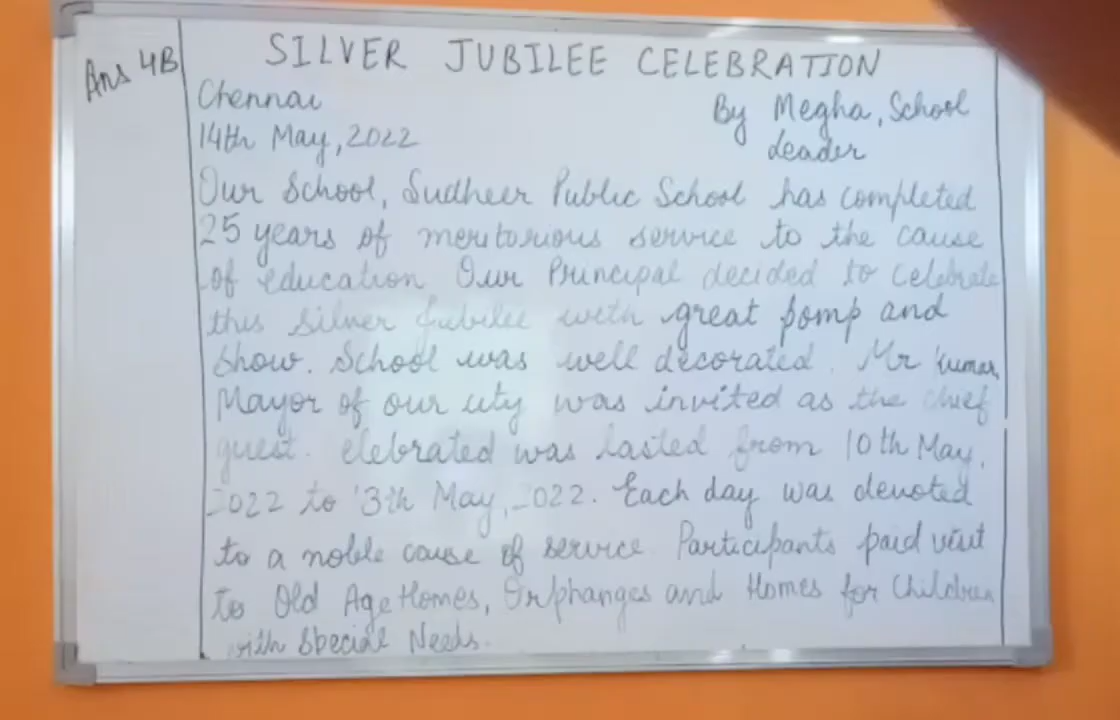 Ans 4B
SILVER JUBILEE CELEBRATION
Chennai
By Megha, School
14th May, 2022
Leader
Our School, Sudheer Public School has completed
25 years of meritorious service to the cause
of education Our Principal decided to celebrate
this silver jubilee with great pomp and
show. School was well decorated. Mr Kumar,
Mayor of our city was invited as the chief
guest. elebrated was lasted from 10th May,
2022 to 13th May, 2022. Each day was devoted
to a noble cause of service. Participants paid visit
to Old Age Homes, Orphanges and Homes for Children
with Special Needs.